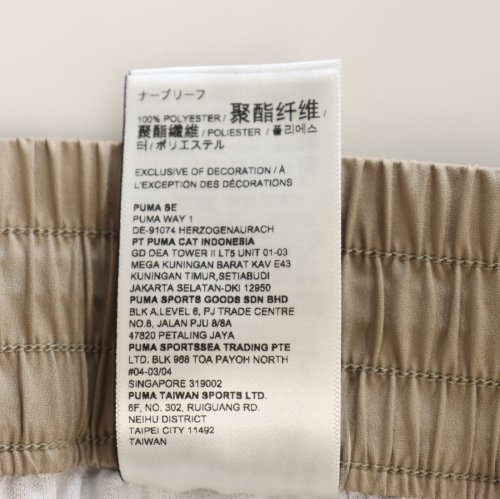 ナーブリーフ
100% POLYESTER / 聚酯纤维 /
聚酯纖維 / POLIESTER / 폴리에스
터 / ポリエステル
EXCLUSIVE OF DECORATION / À
L'EXCEPTION DES DÉCORATIONS
PUMA SE
PUMA WAY 1
DE-91074 HERZOGENAURACH
PT PUMA CAT INDONESIA
GD DEA TOWER II LT5 UNIT 01-03
MEGA KUNINGAN BARAT KAV E43
KUNINGAN TIMUR,SETIABUDI
JAKARTA SELATAN-DKI 12950
PUMA SPORTS GOODS SDN BHD
BLK A,LEVEL 6, PJ TRADE CENTRE
NO.8, JALAN PJU 8/8A
47820 PETALING JAYA
PUMA SPORTSSEA TRADING PTE
LTD. BLK 968 TOA PAYOH NORTH
#04-03/04
SINGAPORE 319002
PUMA TAIWAN SPORTS LTD.
6F, NO. 302, RUIGUANG RD.
NEIHU DISTRICT
TAIPEI CITY 11492
TAIWAN